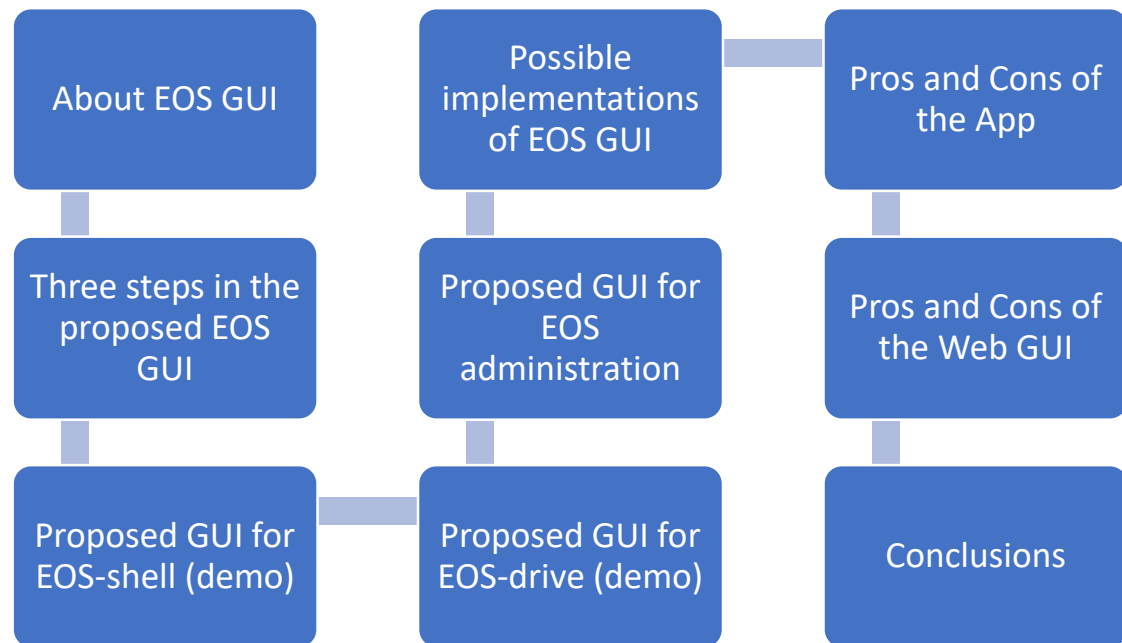 About EOS GUI
Three steps in the
proposed EOS
GUI
Proposed GUI for
EOS-shell (demo)
Proposed GUI for
EOS-drive (demo)
Proposed GUI for
EOS
administration
Possible
implementations
of EOS GUI
Pros and Cons of
the App
Pros and Cons of
the Web GUI
Conclusions